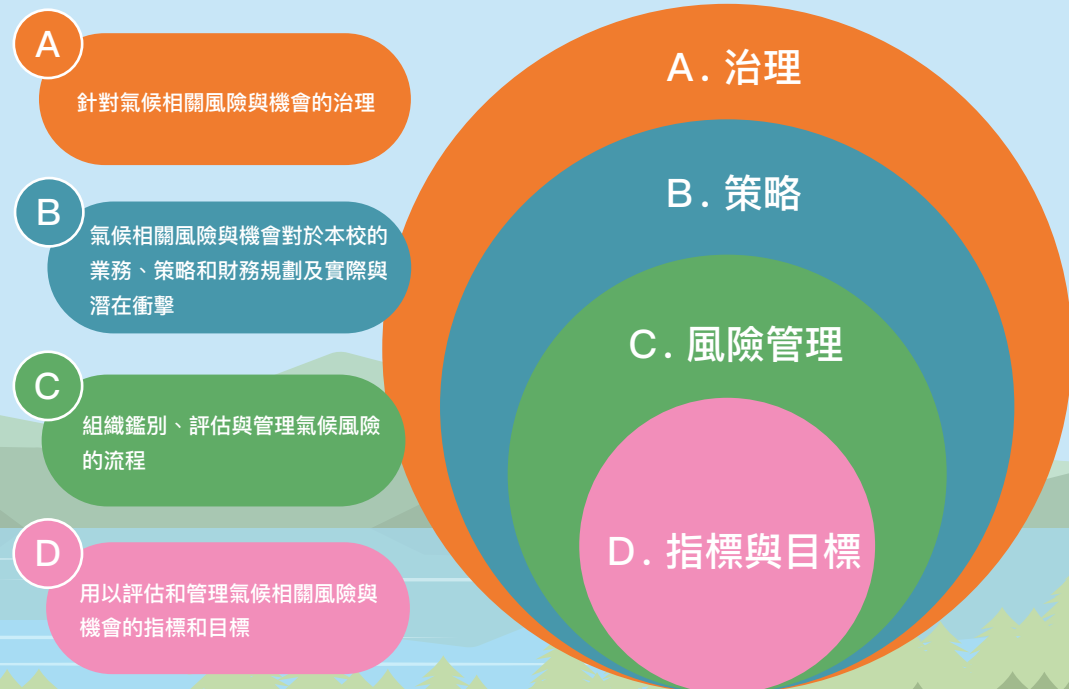 A
針對氣候相關風險與機會的治理
B
氣候相關風險與機會對於本校的
業務、策略和財務規劃及實際與
潛在衝擊
C
組織鑑別、評估與管理氣候風險
的流程
D
用以評估和管理氣候相關風險與
機會的指標和目標
A. 治理
B. 策略
C. 風險管理
D. 指標與目標